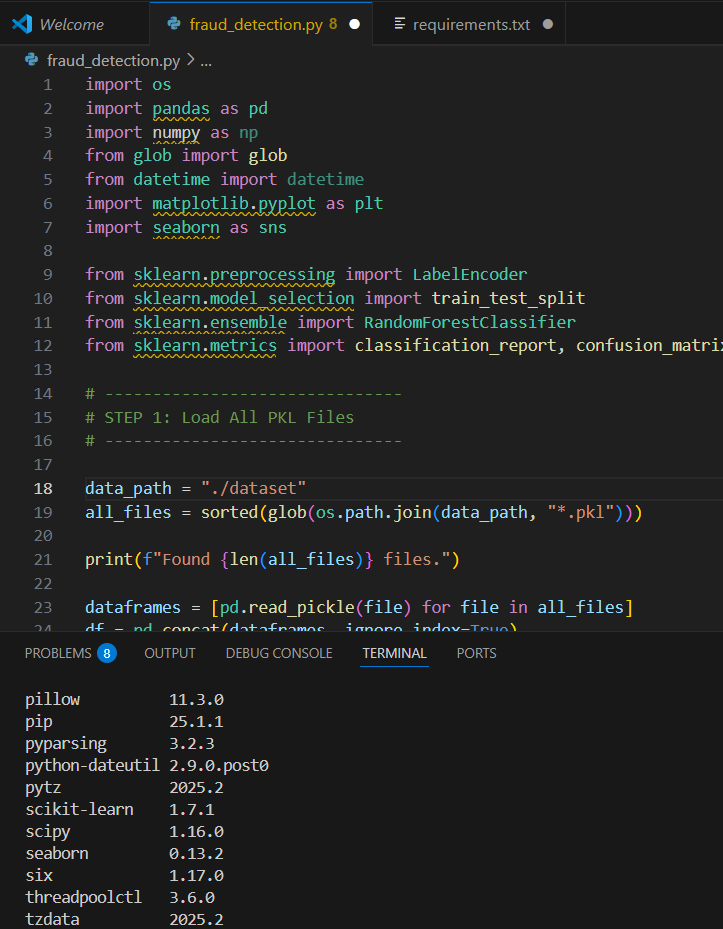 Welcome
fraud_detection.py 8
requirements.txt
fraud_detection.py > ...
1 import os
2 import pandas as pd
3 import numpy as np
4 from glob import glob
5 from datetime import datetime
6 import matplotlib.pyplot as plt
7 import seaborn as sns
8
9 from sklearn.preprocessing import LabelEncoder
10 from sklearn.model_selection import train_test_split
11 from sklearn.ensemble import RandomForestClassifier
12 from sklearn.metrics import classification_report, confusion_matrix
13
14 # -------------------------------
15 # STEP 1: Load All PKL Files
16 # -------------------------------
17
18 data_path = "./dataset"
19 all_files = sorted(glob(os.path.join(data_path, "*.pkl")))
20
21 print(f"Found {len(all_files)} files.")
22
23 dataframes = [pd.read_pickle(file) for file in all_files]
24 df = pd.concat(dataframes, ignore_index=True)
PROBLEMS 8 OUTPUT DEBUG CONSOLE TERMINAL PORTS
pillow 11.3.0
pip 25.1.1
pyparsing 3.2.3
python-dateutil 2.9.0.post0
pytz 2025.2
scikit-learn 1.7.1
scipy 1.16.0
seaborn 0.13.2
six 1.17.0
threadpoolctl 3.6.0
tzdata 2025.2